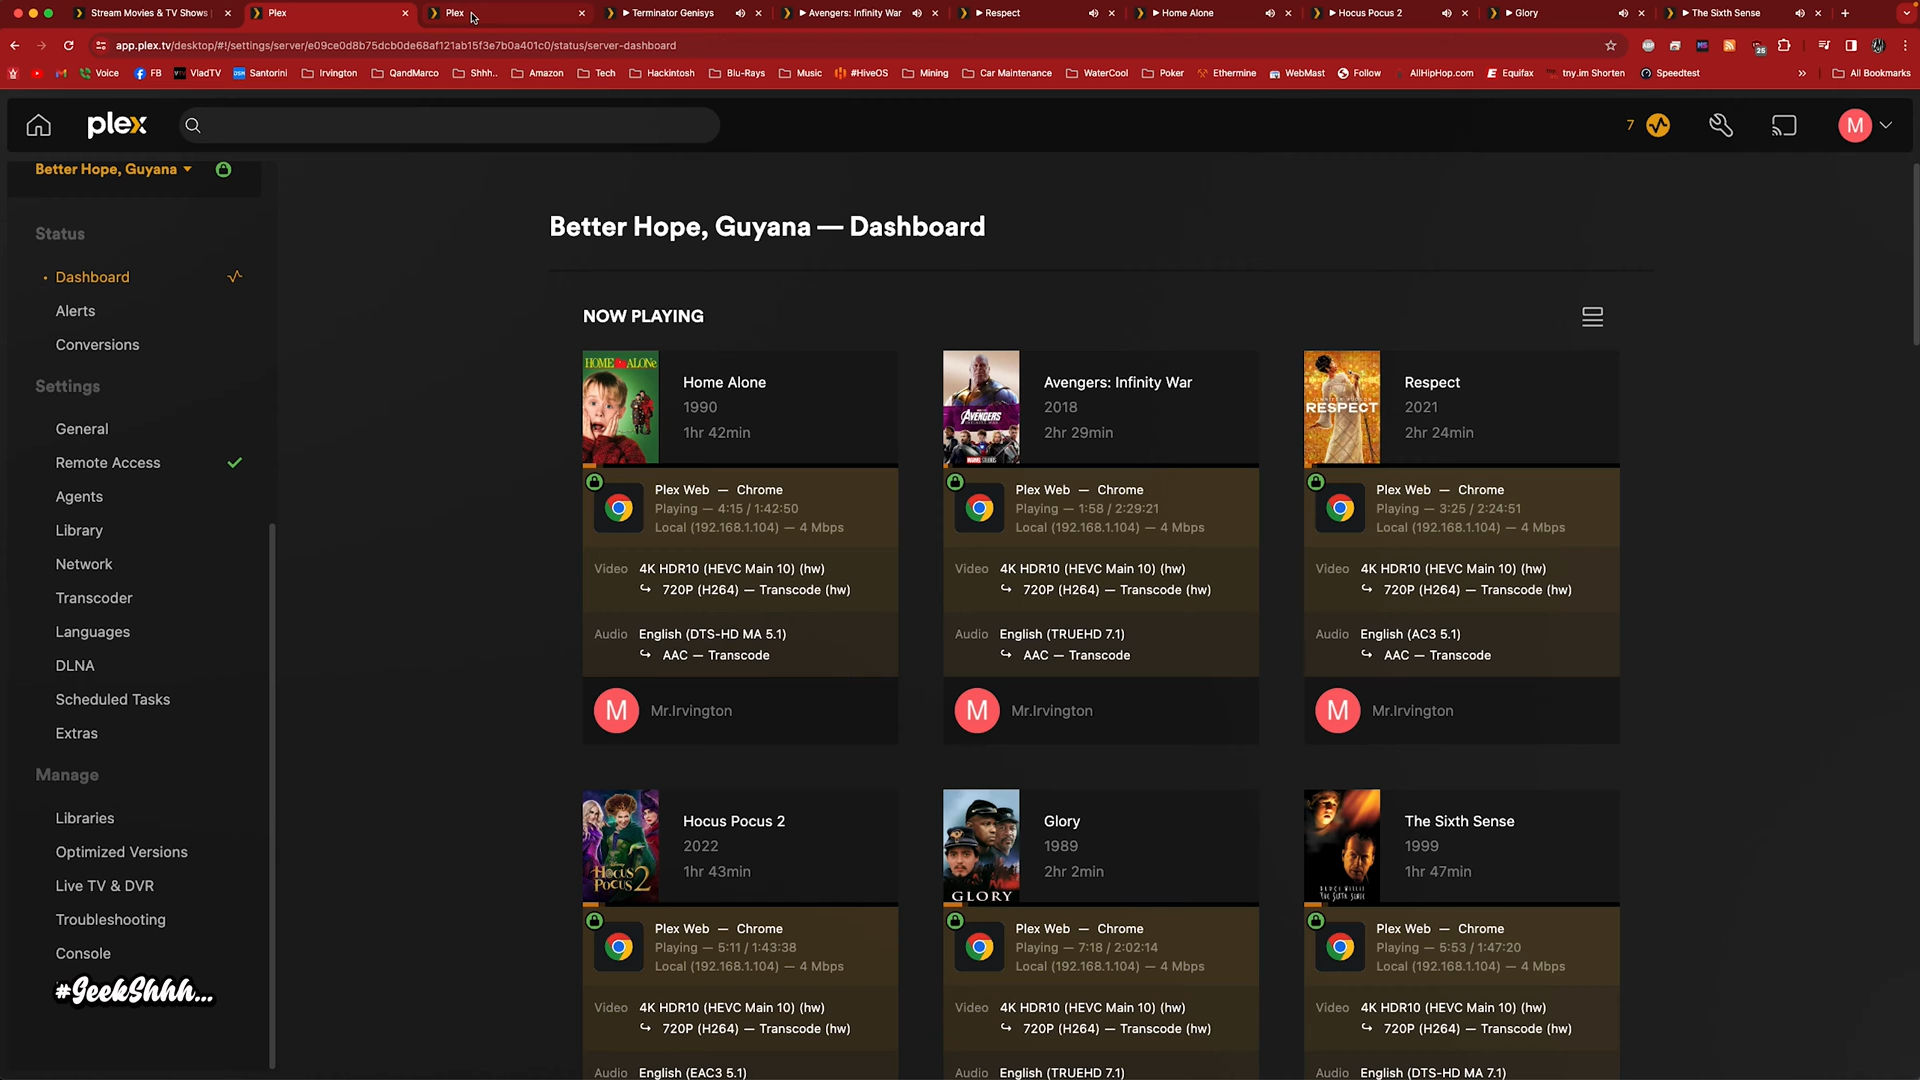 Stream Movies & TV Shows
Plex
Plex
Terminator Genisys
Avengers: Infinity War
Respect
Home Alone
Hocus Pocus 2
Glory
The Sixth Sense
app.plex.tv/desktop/#!/settings/server/e09ce0d8b75dcb0de68af121ab15f3e7b0a401c0/status/server-dashboard
25
Voice
FB
VladTV
Santorini
Irvington
QandMarco
Shhh..
Amazon
Tech
Hackintosh
Blu-Rays
Music
#HiveOS
Mining
Car Maintenance
WaterCool
Poker
Ethermine
WebMast
Follow
AllHipHop.com
Equifax
tny.im Shorten
Speedtest
»
All Bookmarks
plex
7
M
Better Hope, Guyana
Status
Dashboard
Alerts
Conversions
Settings
General
Remote Access
Agents
Library
Network
Transcoder
Languages
DLNA
Scheduled Tasks
Extras
Manage
Libraries
Optimized Versions
Live TV & DVR
Troubleshooting
Console
#GeekShhh...
Better Hope, Guyana — Dashboard
NOW PLAYING
HOME ALONE
Home Alone
1990
1hr 42min
Plex Web — Chrome
Playing — 4:15 / 1:42:50
Local (192.168.1.104) — 4 Mbps
Video 4K HDR10 (HEVC Main 10) (hw)
720P (H264) — Transcode (hw)
Audio English (DTS-HD MA 5.1)
AAC — Transcode
M Mr.Irvington
AVENGERS
Avengers: Infinity War
2018
2hr 29min
Plex Web — Chrome
Playing — 1:58 / 2:29:21
Local (192.168.1.104) — 4 Mbps
Video 4K HDR10 (HEVC Main 10) (hw)
720P (H264) — Transcode (hw)
Audio English (TRUEHD 7.1)
AAC — Transcode
M Mr.Irvington
JENNIFER HUDSON
RESPECT
Respect
2021
2hr 24min
Plex Web — Chrome
Playing — 3:25 / 2:24:51
Local (192.168.1.104) — 4 Mbps
Video 4K HDR10 (HEVC Main 10) (hw)
720P (H264) — Transcode (hw)
Audio English (AC3 5.1)
AAC — Transcode
M Mr.Irvington
HOCUS
POCUS 2
Hocus Pocus 2
2022
1hr 43min
Plex Web — Chrome
Playing — 5:11 / 1:43:38
Local (192.168.1.104) — 4 Mbps
Video 4K HDR10 (HEVC Main 10) (hw)
720P (H264) — Transcode (hw)
Audio English (EAC3 5.1)
GLORY
Glory
1989
2hr 2min
Plex Web — Chrome
Playing — 7:18 / 2:02:14
Local (192.168.1.104) — 4 Mbps
Video 4K HDR10 (HEVC Main 10) (hw)
720P (H264) — Transcode (hw)
Audio English (TRUEHD 7.1)
BRUCE WILLIS
THE SIXTH SENSE
The Sixth Sense
1999
1hr 47min
Plex Web — Chrome
Playing — 5:53 / 1:47:20
Local (192.168.1.104) — 4 Mbps
Video 4K HDR10 (HEVC Main 10) (hw)
720P (H264) — Transcode (hw)
Audio English (DTS-HD MA 7.1)